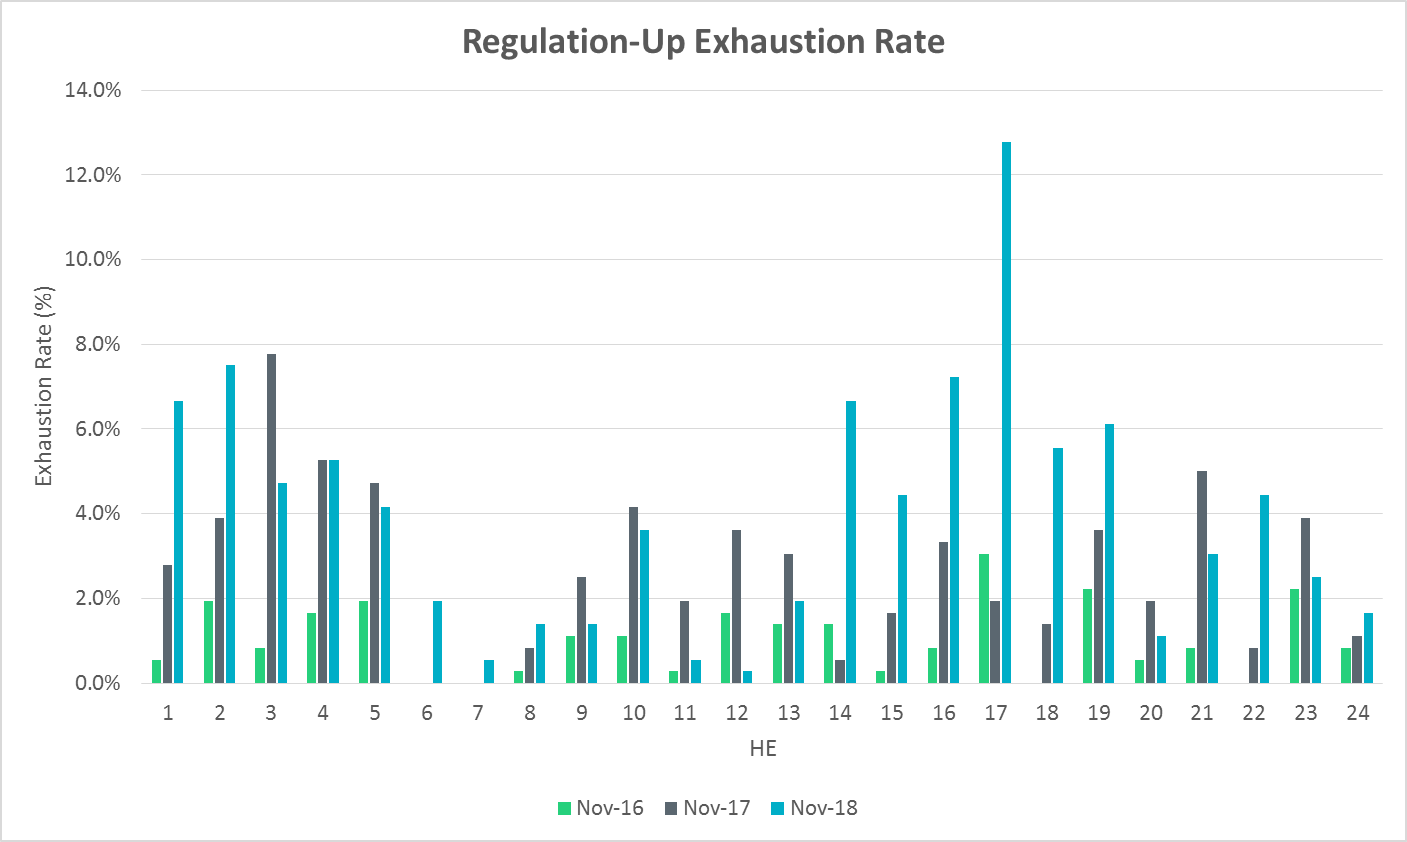 Regulation-Up Exhaustion Rate
14.0%
12.0%
10.0%
8.0%
6.0%
4.0%
2.0%
0.0%
Exhaustion Rate (%)
1 2 3 4 5 6 7 8 9 10 11 12 13 14 15 16 17 18 19 20 21 22 23 24
HE
Nov-16 Nov-17 Nov-18